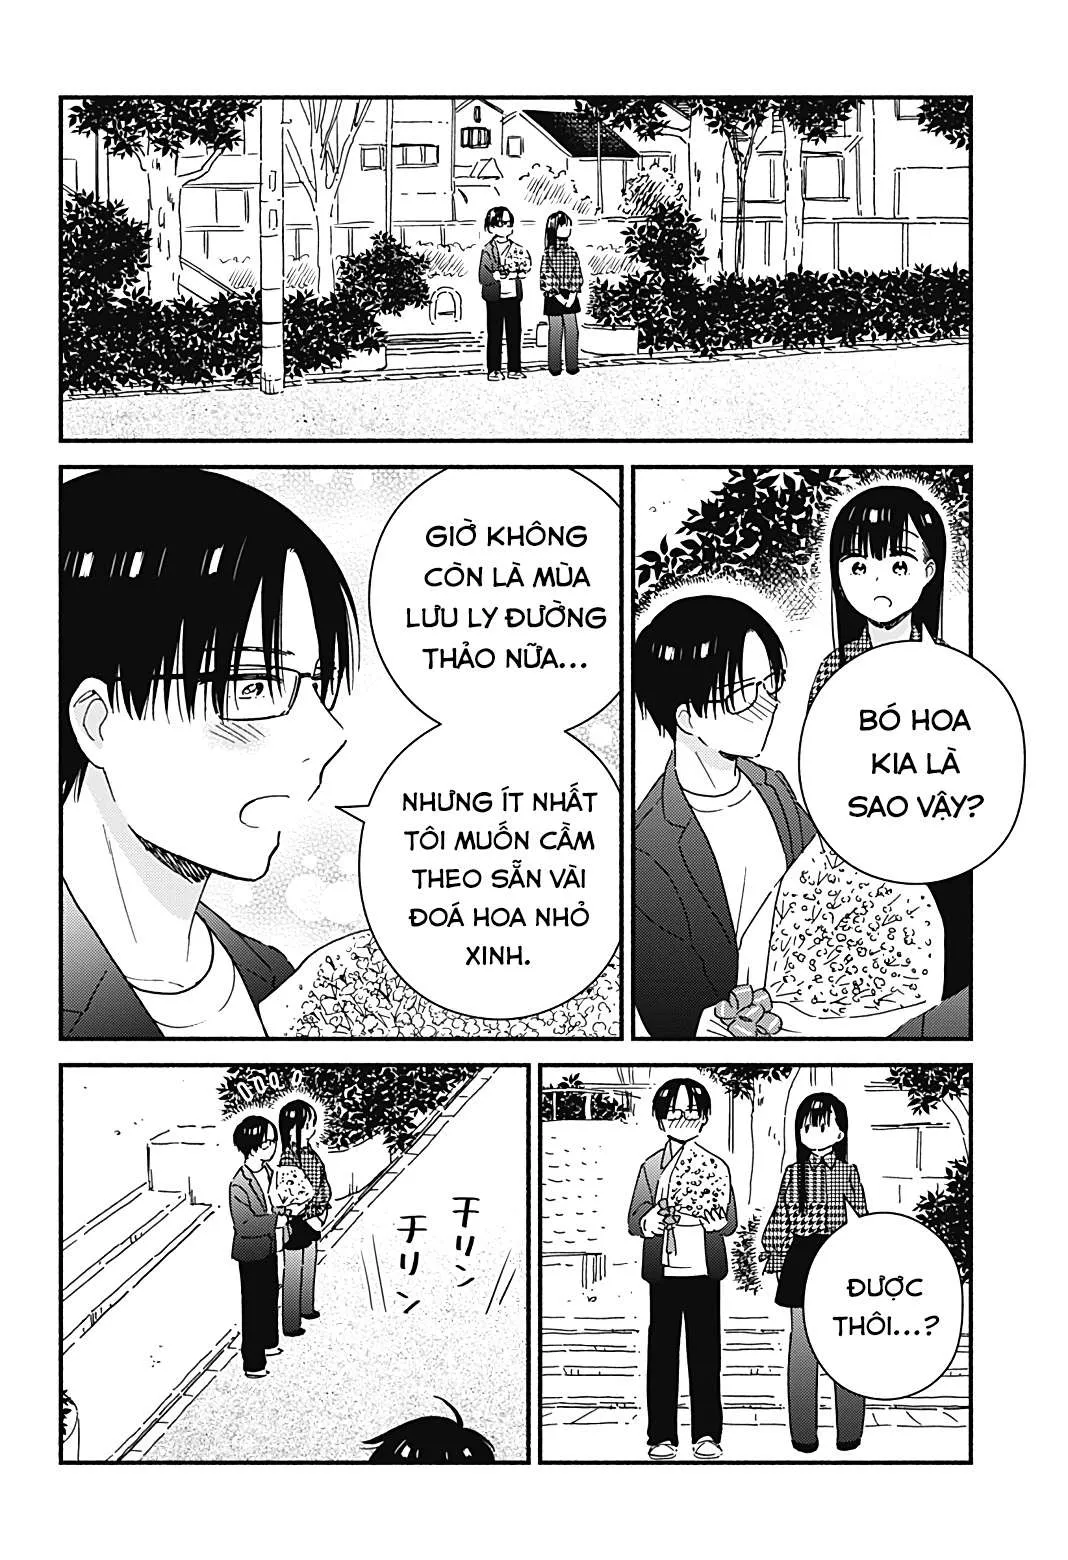 BÓ HOA
KIA LÀ
SAO VẬY?
GIỜ KHÔNG
CÒN LÀ MÙA
LƯU LY ĐƯỜNG
THẢO NỮA...
NHƯNG ÍT NHẤT
TÔI MUỐN CẦM
THEO SẴN VÀI
ĐOÁ HOA NHỎ
XINH.
ĐƯỢC
THÔI...?
チリン
チリン